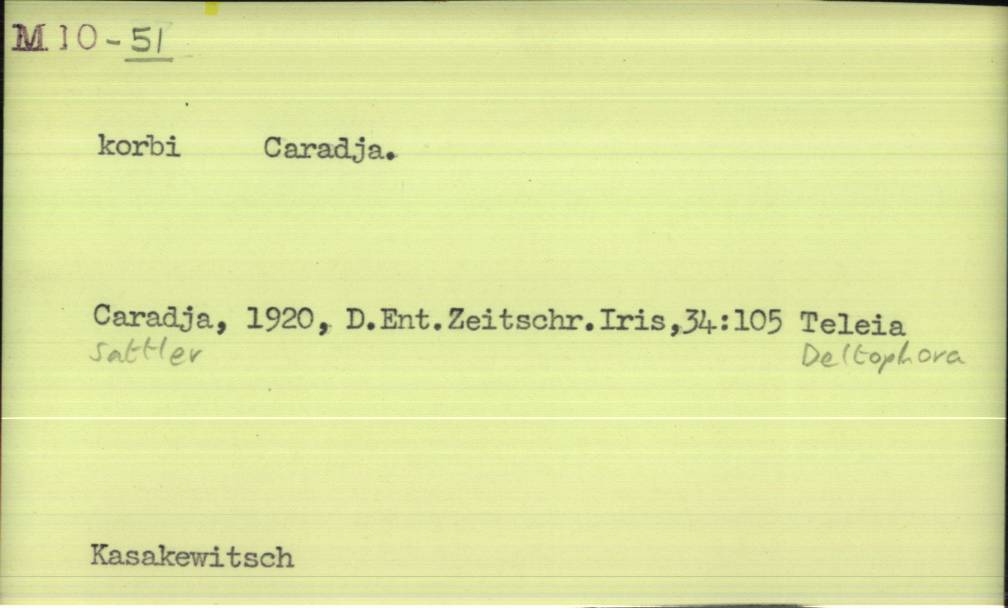 M 10-51
korbi Caradja.
Caradja, 1920, D.Ent.Zeitschr.Iris,34:105 Teleia
Sattler Deltophora
Kasakewitsch